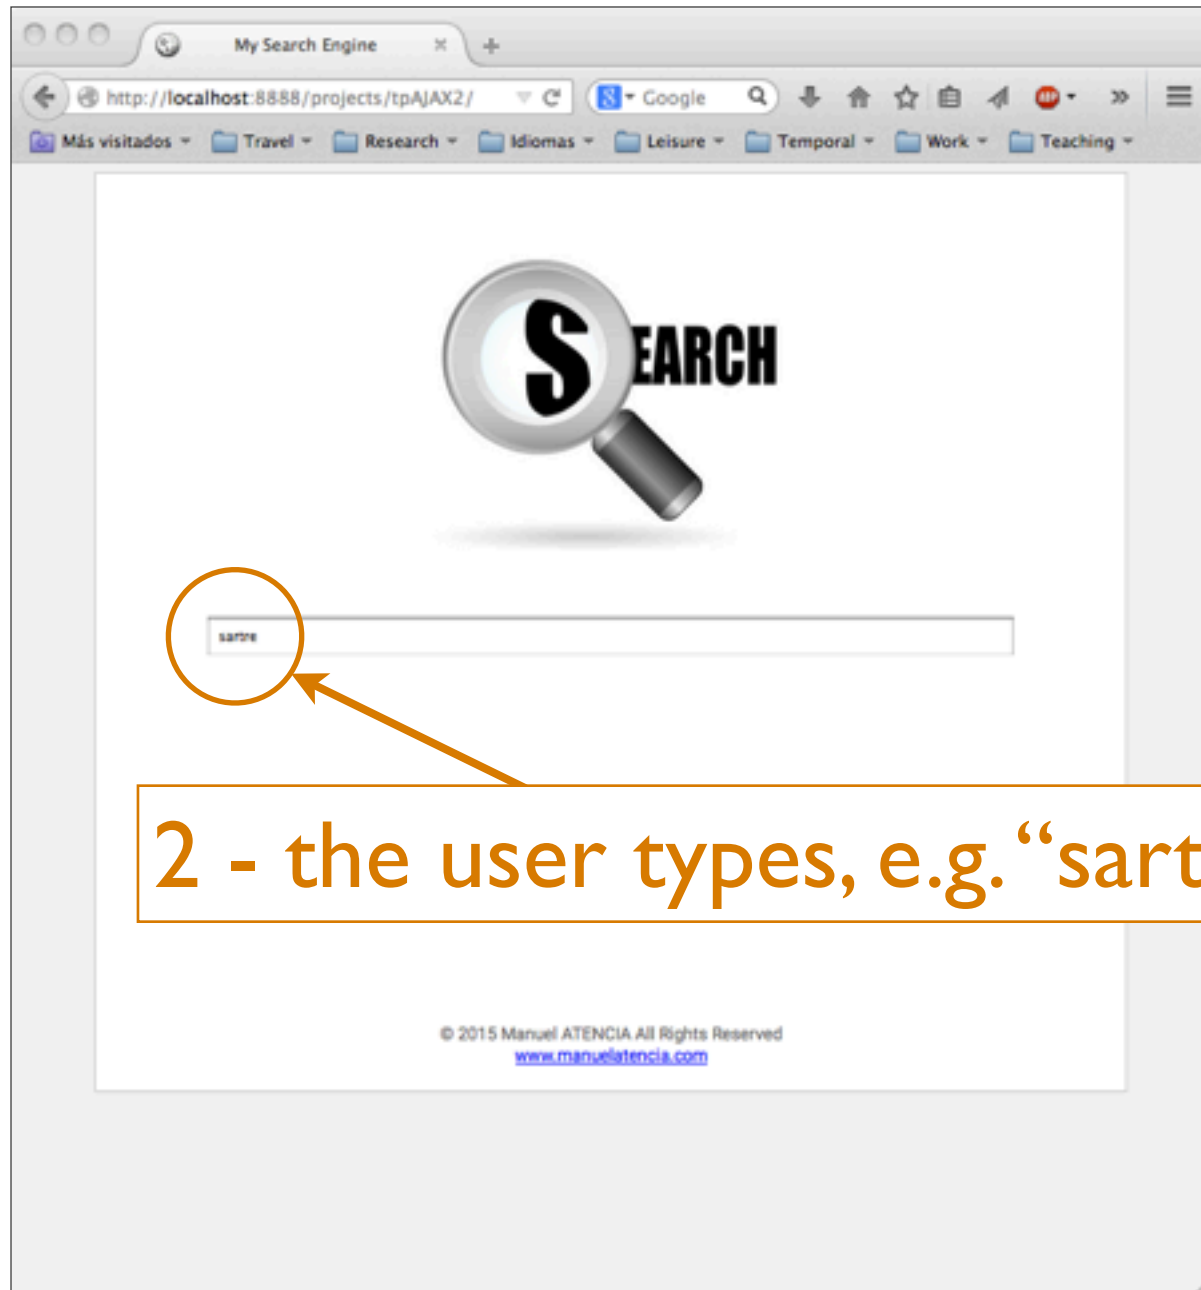 My Search Engine
http://localhost:8888/projects/tpAJAX2/ Google
Más visitados Travel Research Idiomas Leisure Temporal Work Teaching
SEARCH
sartre
2 - the user types, e.g. “sart
© 2015 Manuel ATENCIA All Rights Reserved
www.manuelatencia.com